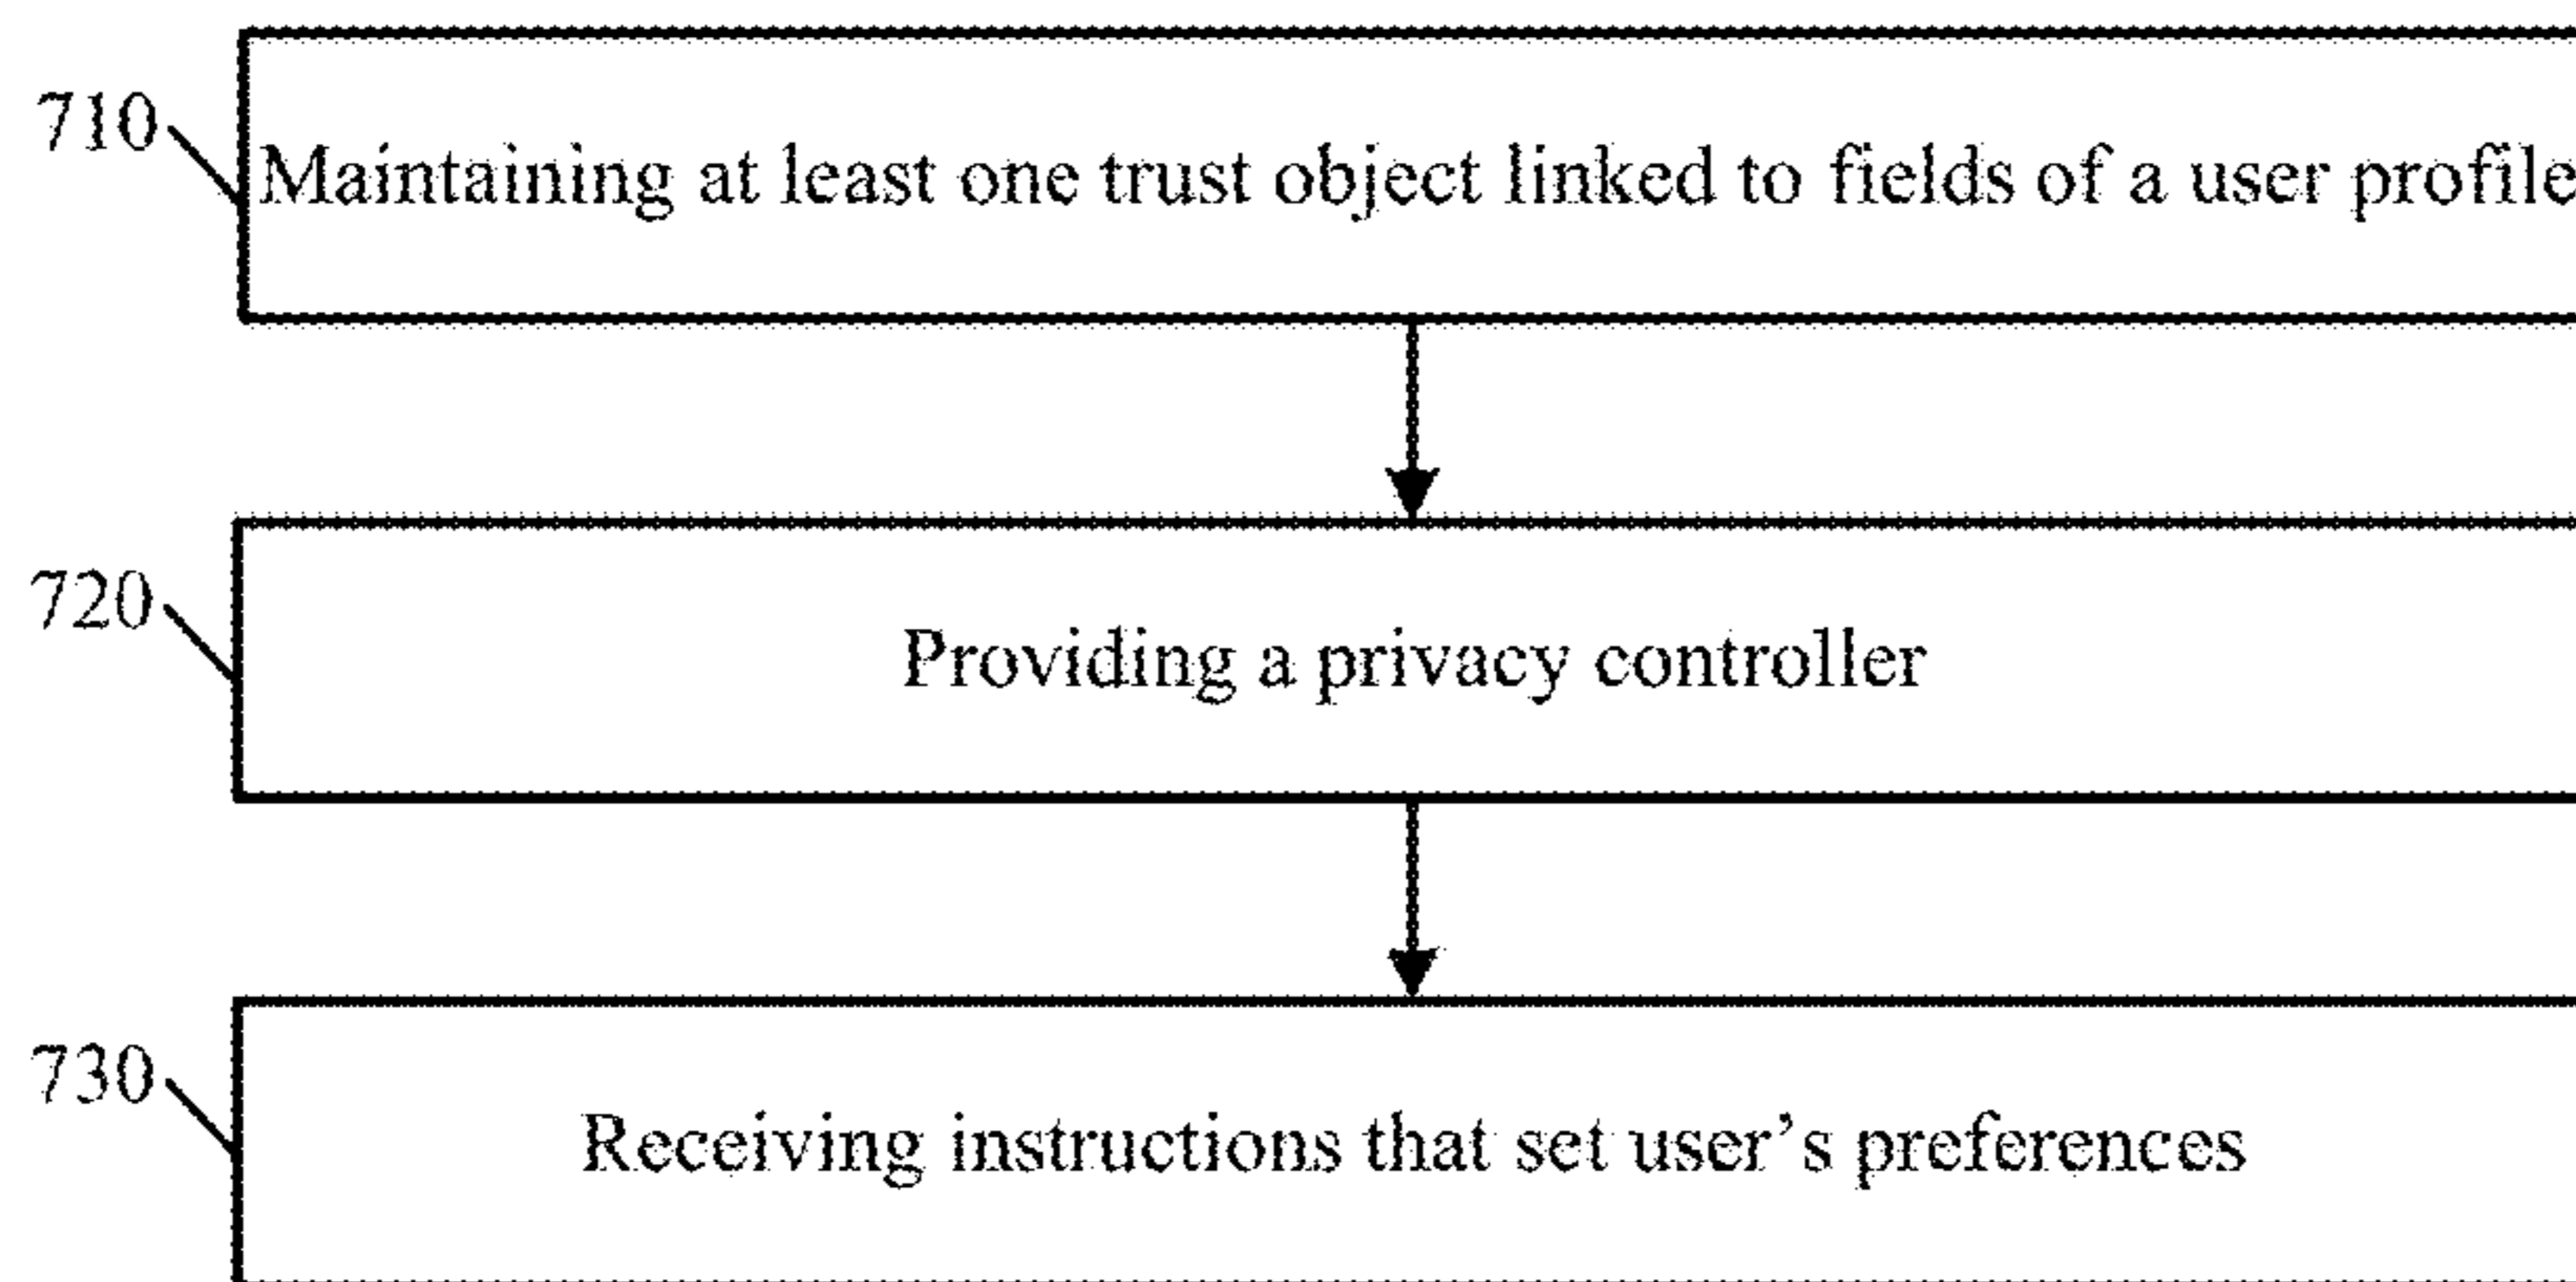 710
Maintaining at least one trust object linked to fields of a user profile
720
Providing a privacy controller
730
Receiving instructions that set user’s preferences